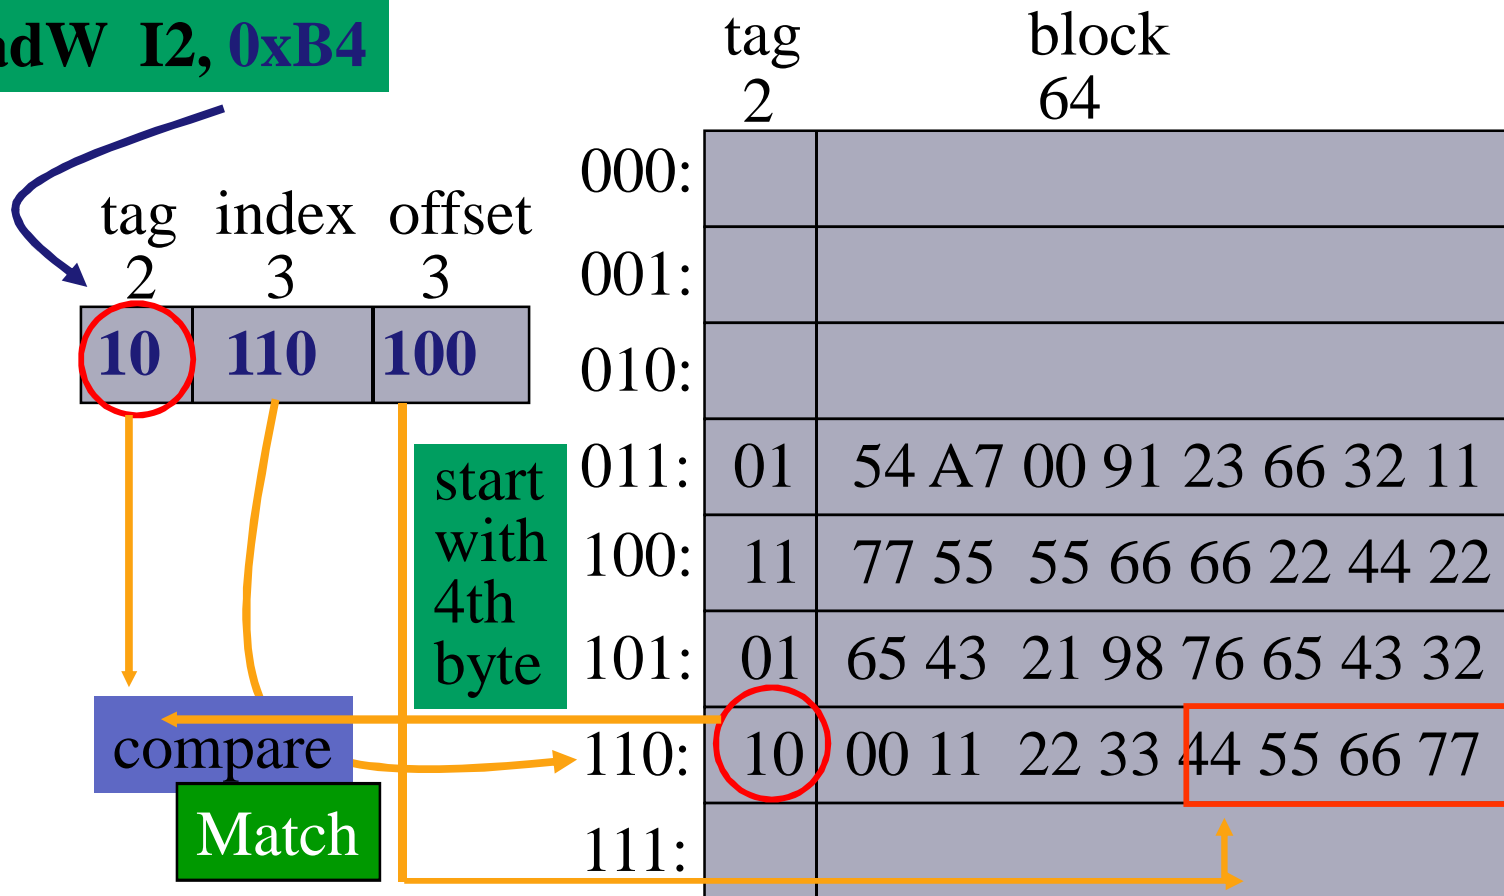 I2, 0xB4
tag index offset
2 3 3
10 110 100
start
with
4th
byte
compare
Match
tag block
2 64
000:
001:
010:
011: 01 54 A7 00 91 23 66 32 11
100: 11 77 55 55 66 66 22 44 22
101: 01 65 43 21 98 76 65 43 32
110: 10 00 11 22 33 44 55 66 77
111: